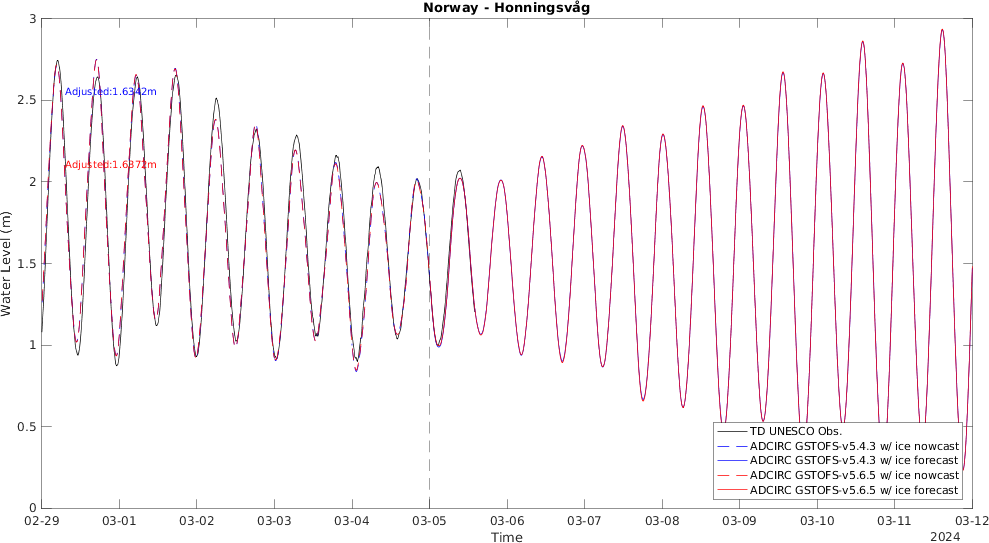 Norway - Honningsvåg
3
2.5
2
1.5
1
0.5
0
Water Level (m)
Adjusted:1.6342m
Adjusted:1.6372m
TD UNESCO Obs.
ADCIRC GSTOFS-v5.4.3 w/ ice nowcast
ADCIRC GSTOFS-v5.4.3 w/ ice forecast
ADCIRC GSTOFS-v5.6.5 w/ ice nowcast
ADCIRC GSTOFS-v5.6.5 w/ ice forecast
02-29 03-01 03-02 03-03 03-04 03-05 03-06 03-07 03-08 03-09 03-10 03-11 03-12
Time
2024